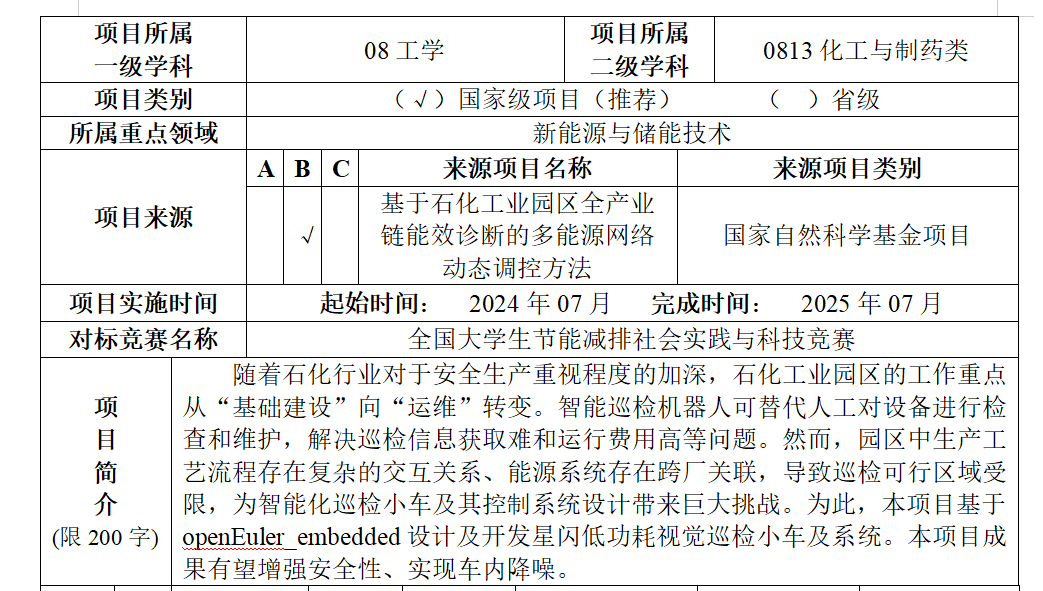 项目所属一级学科 08 工学 项目所属二级学科 0813 化工与制药类
项目类别 （√）国家级项目（推荐） （ ）省级
所属重点领域 新能源与储能技术
项目来源 A B C 来源项目名称 来源项目类别
√ 基于石化工业园区全产业链能效诊断的多能源网络动态调控方法 国家自然科学基金项目
项目实施时间 起始时间： 2024 年 07 月 完成时间： 2025 年 07 月
对标竞赛名称 全国大学生节能减排社会实践与科技竞赛
项目简介
(限 200 字)
随着石化行业对于安全生产重视程度的加深，石化工业园区的工作重点
从“基础建设”向“运维”转变。智能巡检机器人可替代人工对设备进行检
查和维护，解决巡检信息获取难和运行费用高等问题。然而，园区中生产工
艺流程存在复杂的交互关系、能源系统存在跨厂关联，导致巡检可行区域受
限，为智能化巡检小车及其控制系统设计带来巨大挑战。为此，本项目基于
openEuler_embedded 设计及开发星闪低功耗视觉巡检小车及系统。本项目成
果有望增强安全性、实现车内降噪。